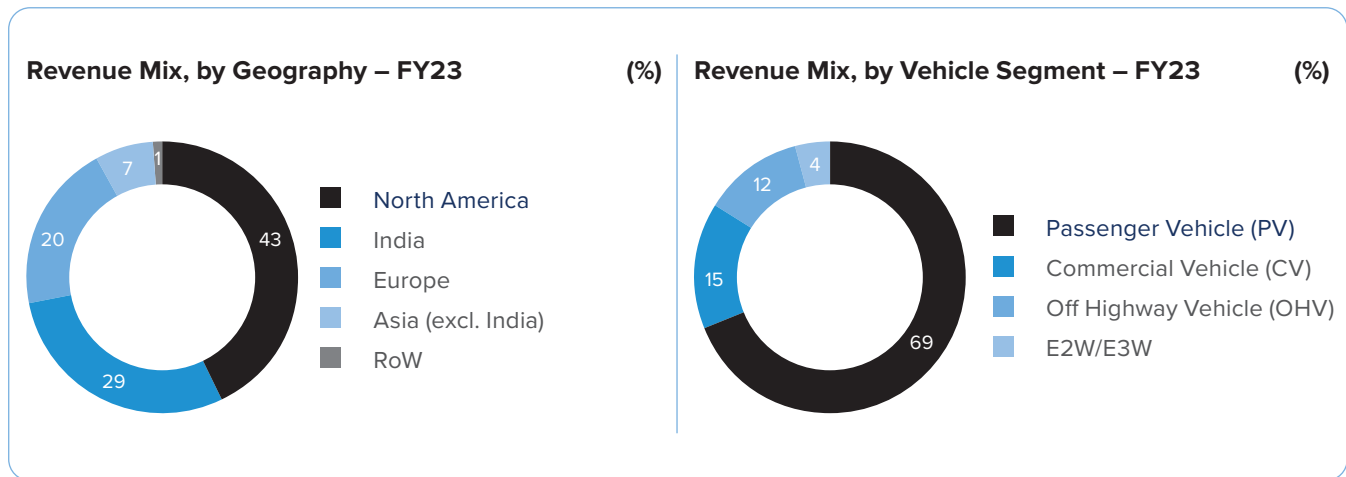 Revenue Mix, by Geography – FY23 (%)
1
7
20
43
29
North America
India
Europe
Asia (excl. India)
RoW
Revenue Mix, by Vehicle Segment – FY23 (%)
4
12
15
69
Passenger Vehicle (PV)
Commercial Vehicle (CV)
Off Highway Vehicle (OHV)
E2W/E3W